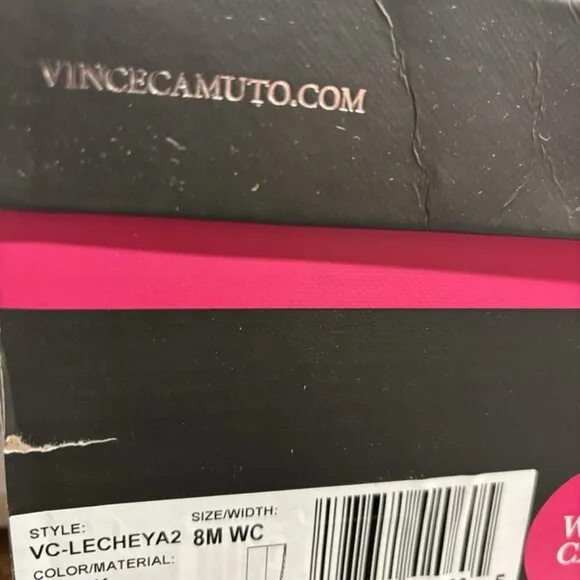 VINCECAMUTO.COM
STYLE: SIZE/WIDTH:
VC-LECHEYA2 8M WC
COLOR/MATERIAL: